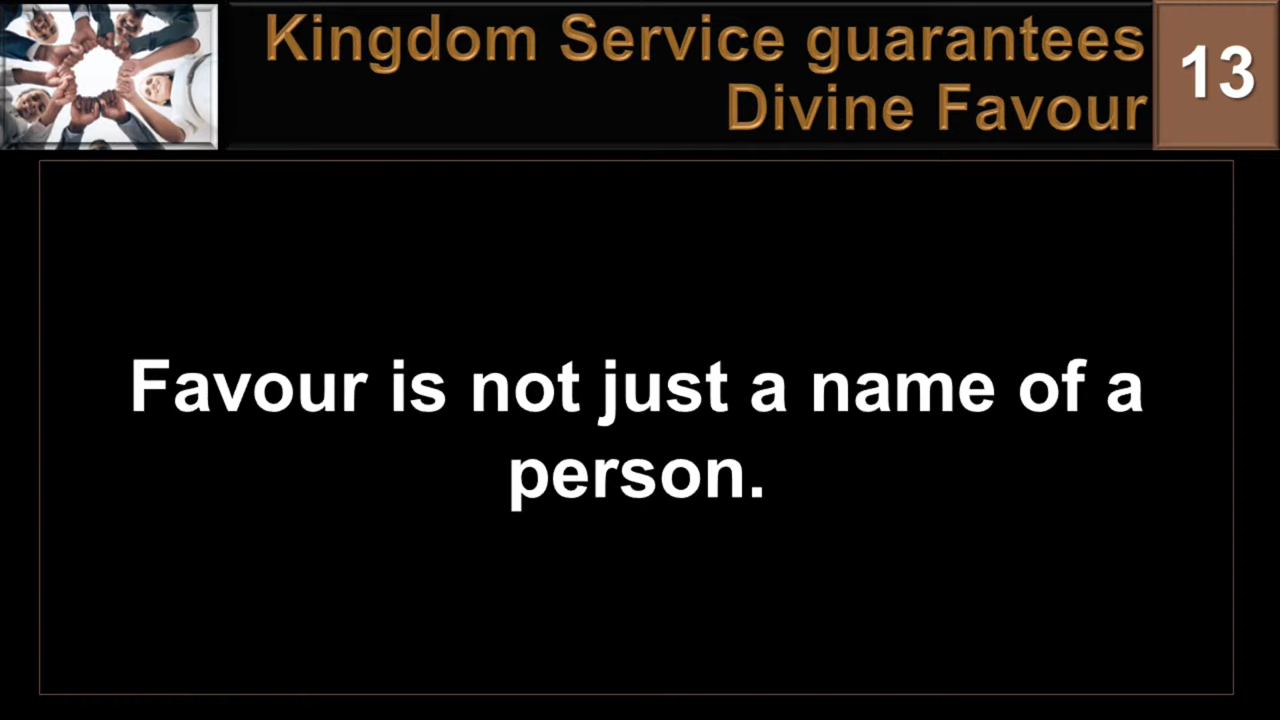 Kingdom Service guarantees
Divine Favour
13
Favour is not just a name of a
person.